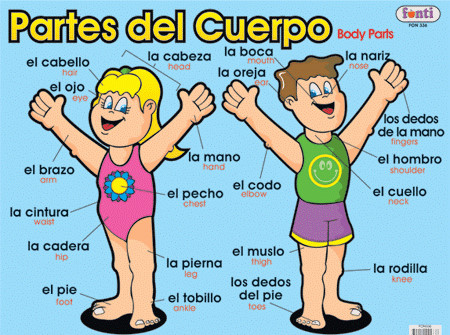 Partes del Cuerpo
Body Parts
fonti
FON 336
el cabello
hair
el ojo
eye
la cabeza
head
la mano
hand
el brazo
arm
el pecho
chest
la cintura
waist
la cadera
hip
la pierna
leg
el pie
foot
el tobillo
ankle
la boca
mouth
la oreja
ear
la nariz
nose
los dedos
de la mano
fingers
el hombro
shoulder
el cuello
neck
el codo
elbow
el muslo
thigh
la rodilla
knee
los dedos
del pie
toes